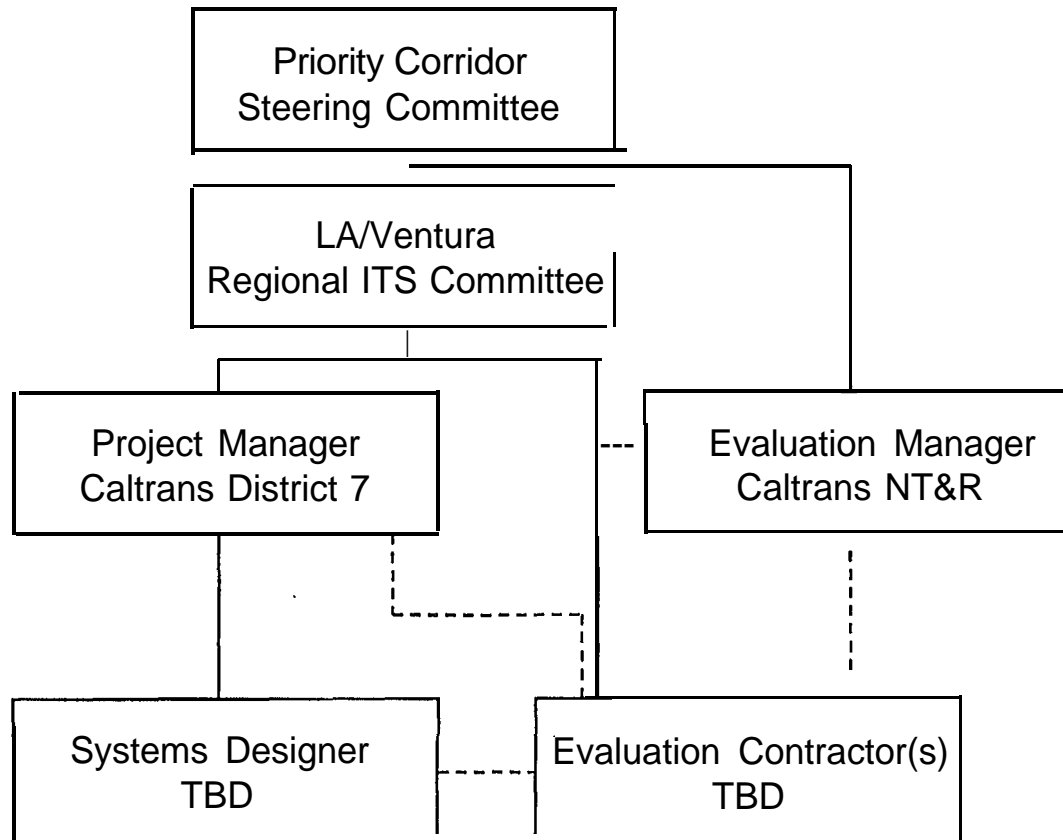 Priority Corridor
Steering Committee
LA/Ventura
Regional ITS Committee
Project Manager
Caltrans District 7
Evaluation Manager
Caltrans NT&R
Systems Designer
TBD
Evaluation Contractor(s)
TBD